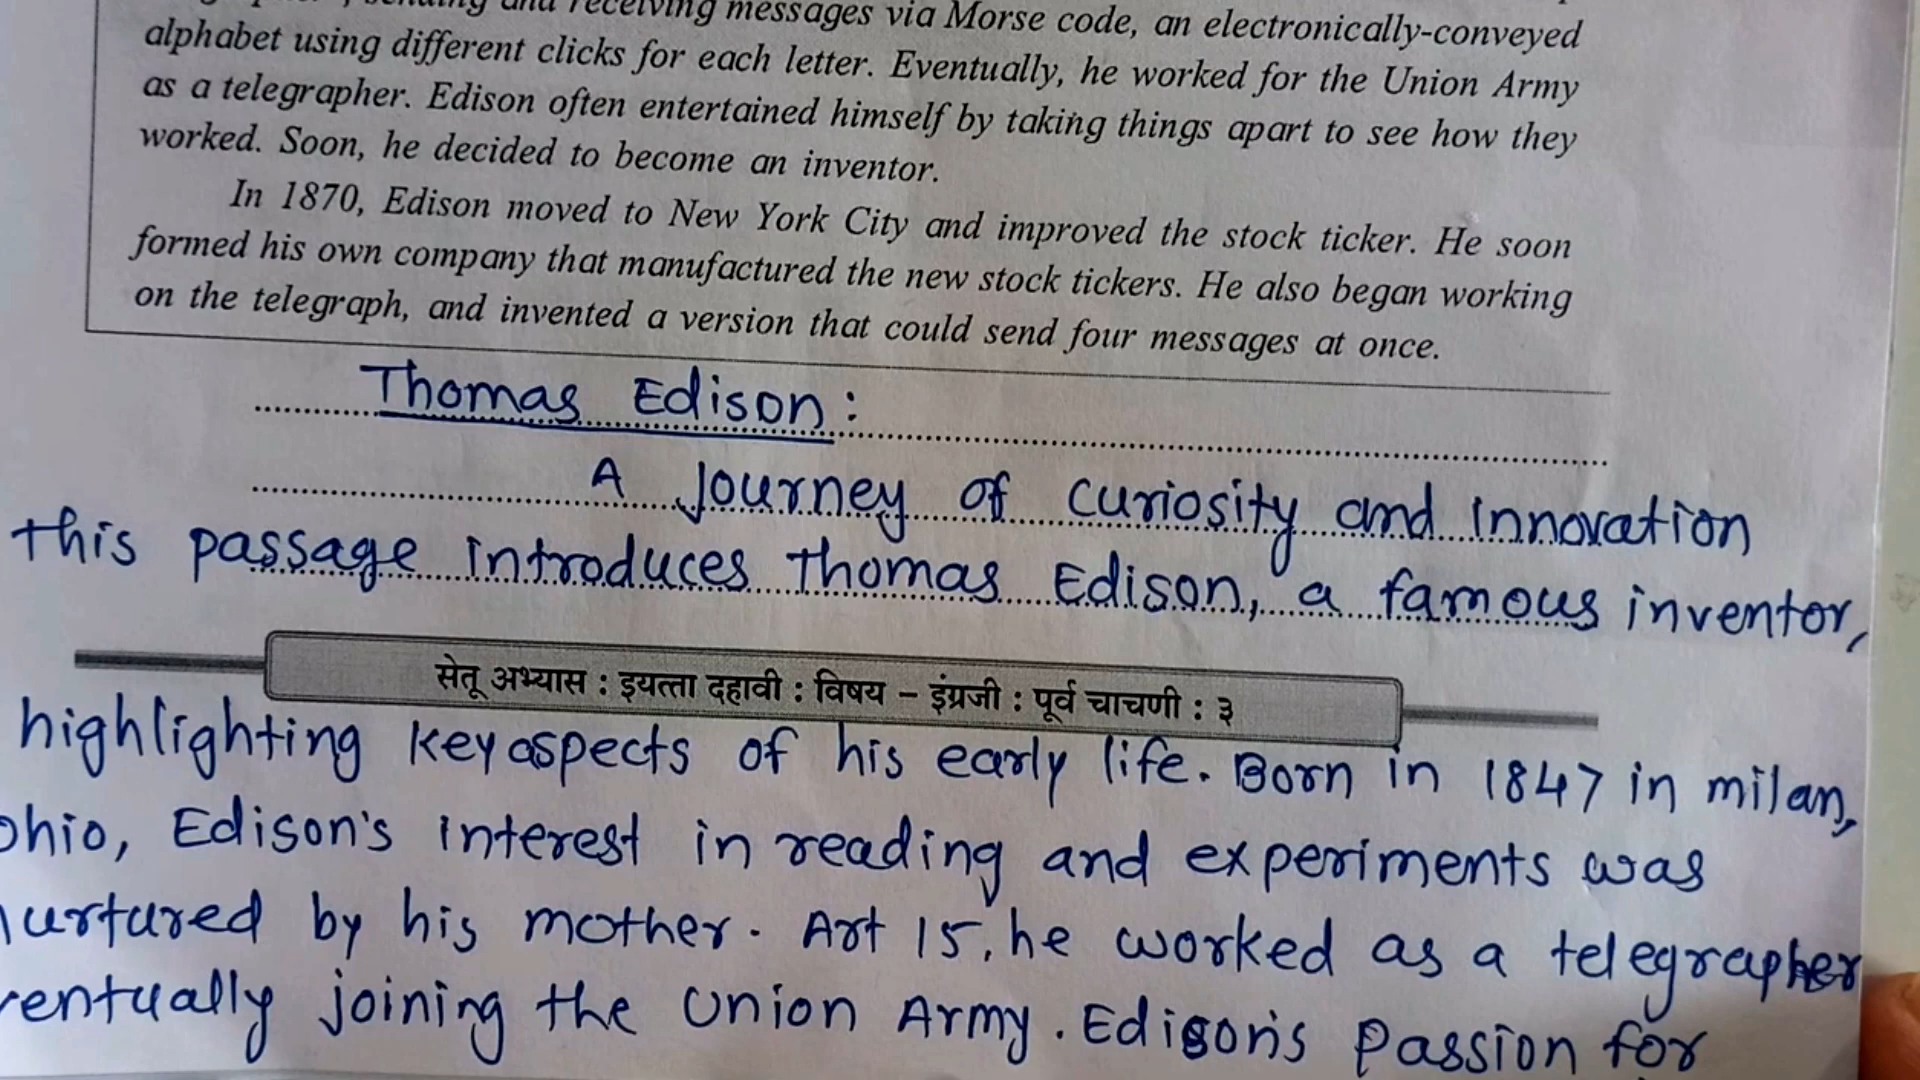 sending and receiving messages via Morse code, an electronically-conveyed
alphabet using different clicks for each letter. Eventually, he worked for the Union Army
as a telegrapher. Edison often entertained himself by taking things apart to see how they
worked. Soon, he decided to become an inventor.
In 1870, Edison moved to New York City and improved the stock ticker. He soon
formed his own company that manufactured the new stock tickers. He also began working
on the telegraph, and invented a version that could send four messages at once.
Thomas Edison:
A Journey of curiosity and innovation
this passage introduces Thomas Edison, a famous inventor,
सेतू अभ्यास : इयत्ता दहावी : विषय – इंग्रजी : पूर्व चाचणी : ३
highlighting key aspects of his early life. Born in 1847 in milan,
ohio, Edison's interest in reading and experiments was
nurtured by his mother. Art 15, he worked as a telegrapher
ventually joining the Union Army. Edison's passion for